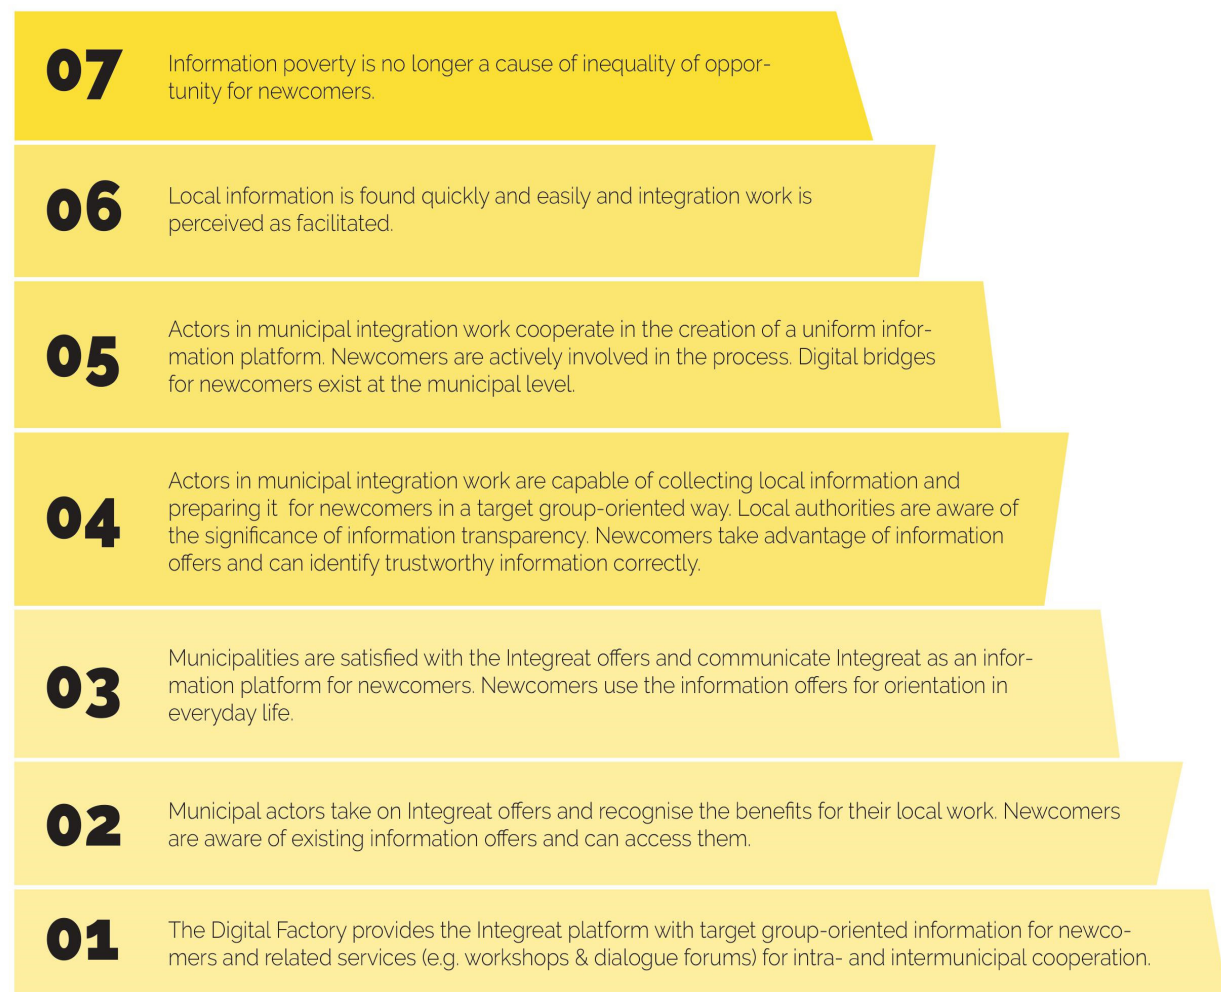 07
Information poverty is no longer a cause of inequality of oppor-
tunity for newcomers.
06
Local information is found quickly and easily and integration work is
perceived as facilitated.
05
Actors in municipal integration work cooperate in the creation of a uniform infor-
mation platform. Newcomers are actively involved in the process. Digital bridges
for newcomers exist at the municipal level.
04
Actors in municipal integration work are capable of collecting local information and
preparing it  for newcomers in a target group-oriented way. Local authorities are aware of
the significance of information transparency. Newcomers take advantage of information
offers and can identify trustworthy information correctly.
03
Municipalities are satisfied with the Integreat offers and communicate Integreat as an infor-
mation platform for newcomers. Newcomers use the information offers for orientation in
everyday life.
02
Municipal actors take on Integreat offers and recognise the benefits for their local work. Newcomers
are aware of existing information offers and can access them.
01
The Digital Factory provides the Integreat platform with target group-oriented information for newco-
mers and related services (e.g. workshops & dialogue forums) for intra- and intermunicipal cooperation.